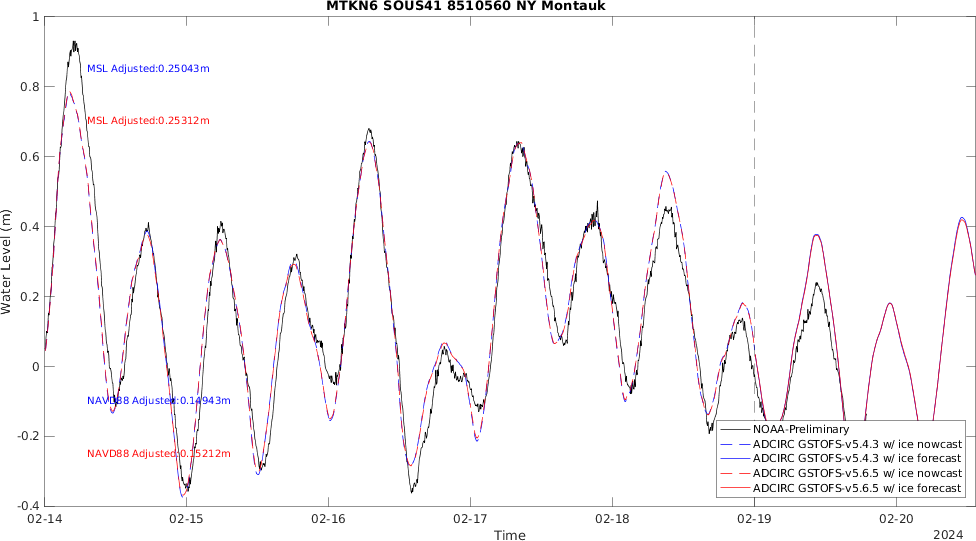 MTKN6 SOUS41 8510560 NY Montauk
1
0.8
0.6
0.4
0.2
0
-0.2
-0.4
Water Level (m)
MSL Adjusted:0.25043m
MSL Adjusted:0.25312m
NAVD88 Adjusted:0.14943m
NAVD88 Adjusted:0.15212m
NOAA-Preliminary
ADCIRC GSTOFS-v5.4.3 w/ ice nowcast
ADCIRC GSTOFS-v5.4.3 w/ ice forecast
ADCIRC GSTOFS-v5.6.5 w/ ice nowcast
ADCIRC GSTOFS-v5.6.5 w/ ice forecast
02-14 02-15 02-16 02-17 02-18 02-19 02-20
Time
2024